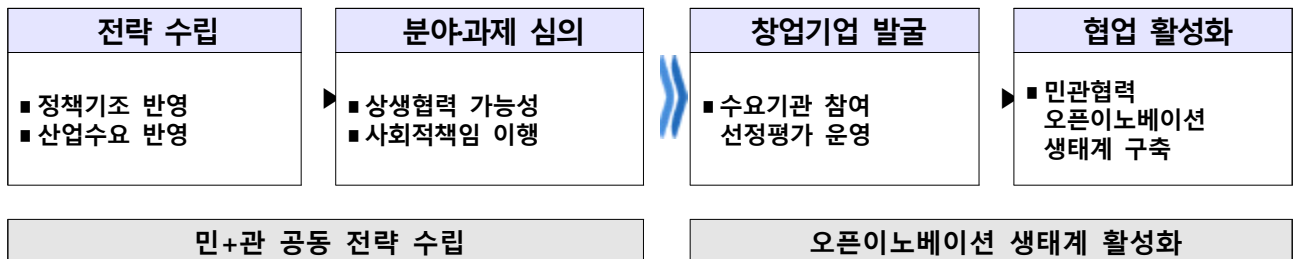 전략 수립
■ 정책기조 반영
■ 산업수요 반영
분야·과제 심의
■ 상생협력 가능성
■ 사회적책임 이행
창업기업 발굴
■ 수요기관 참여
선정평가 운영
협업 활성화
■ 민관협력
오픈이노베이션
생태계 구축
민+관 공동 전략 수립
오픈이노베이션 생태계 활성화